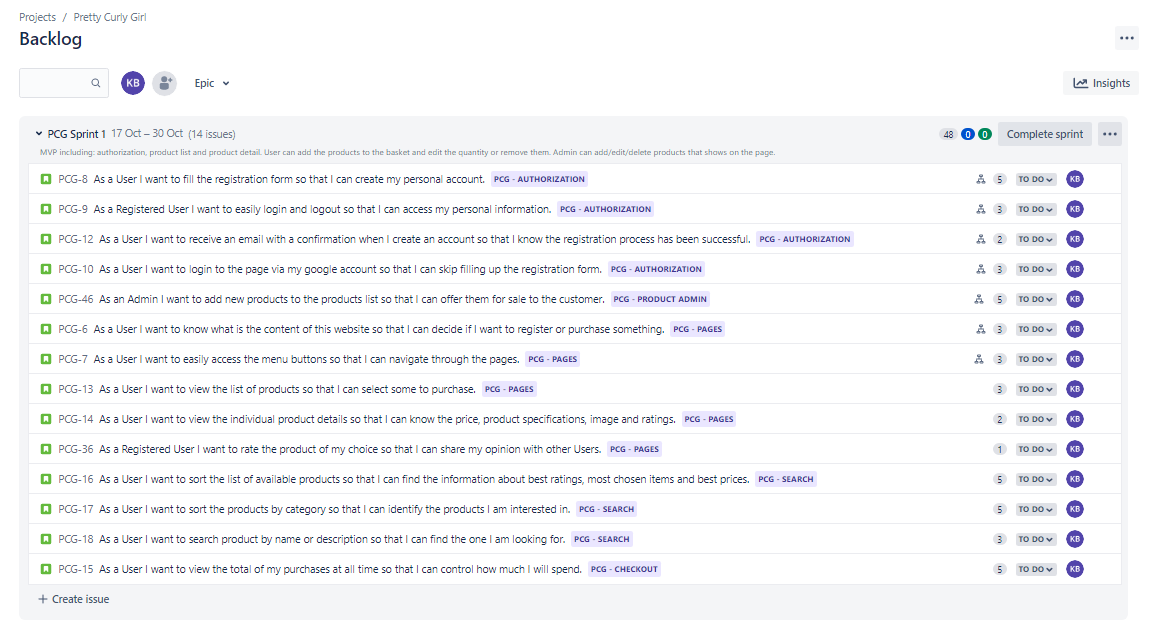 Projects / Pretty Curly Girl
Backlog
KB Epic Insights
PCG Sprint 1 17 Oct – 30 Oct (14 issues) 48 0 0 Complete sprint
MVP including: authorization, product list and product detail. User can add the products to the basket and edit the quantity or remove them. Admin can add/edit/delete products that shows on the page.
PCG-8 As a User I want to fill the registration form so that I can create my personal account. PCG - AUTHORIZATION 5 TO DO KB
PCG-9 As a Registered User I want to easily login and logout so that I can access my personal information. PCG - AUTHORIZATION 3 TO DO KB
PCG-12 As a User I want to receive an email with a confirmation when I create an account so that I know the registration process has been successful. PCG - AUTHORIZATION 2 TO DO KB
PCG-10 As a User I want to login to the page via my google account so that I can skip filling up the registration form. PCG - AUTHORIZATION 3 TO DO KB
PCG-46 As an Admin I want to add new products to the products list so that I can offer them for sale to the customer. PCG - PRODUCT ADMIN 5 TO DO KB
PCG-6 As a User I want to know what is the content of this website so that I can decide if I want to register or purchase something. PCG - PAGES 3 TO DO KB
PCG-7 As a User I want to easily access the menu buttons so that I can navigate through the pages. PCG - PAGES 3 TO DO KB
PCG-13 As a User I want to view the list of products so that I can select some to purchase. PCG - PAGES 3 TO DO KB
PCG-14 As a User I want to view the individual product details so that I can know the price, product specifications, image and ratings. PCG - PAGES 2 TO DO KB
PCG-36 As a Registered User I want to rate the product of my choice so that I can share my opinion with other Users. PCG - PAGES 1 TO DO KB
PCG-16 As a User I want to sort the list of available products so that I can find the information about best ratings, most chosen items and best prices. PCG - SEARCH 5 TO DO KB
PCG-17 As a User I want to sort the products by category so that I can identify the products I am interested in. PCG - SEARCH 5 TO DO KB
PCG-18 As a User I want to search product by name or description so that I can find the one I am looking for. PCG - SEARCH 3 TO DO KB
PCG-15 As a User I want to view the total of my purchases at all time so that I can control how much I will spend. PCG - CHECKOUT 5 TO DO KB
+ Create issue